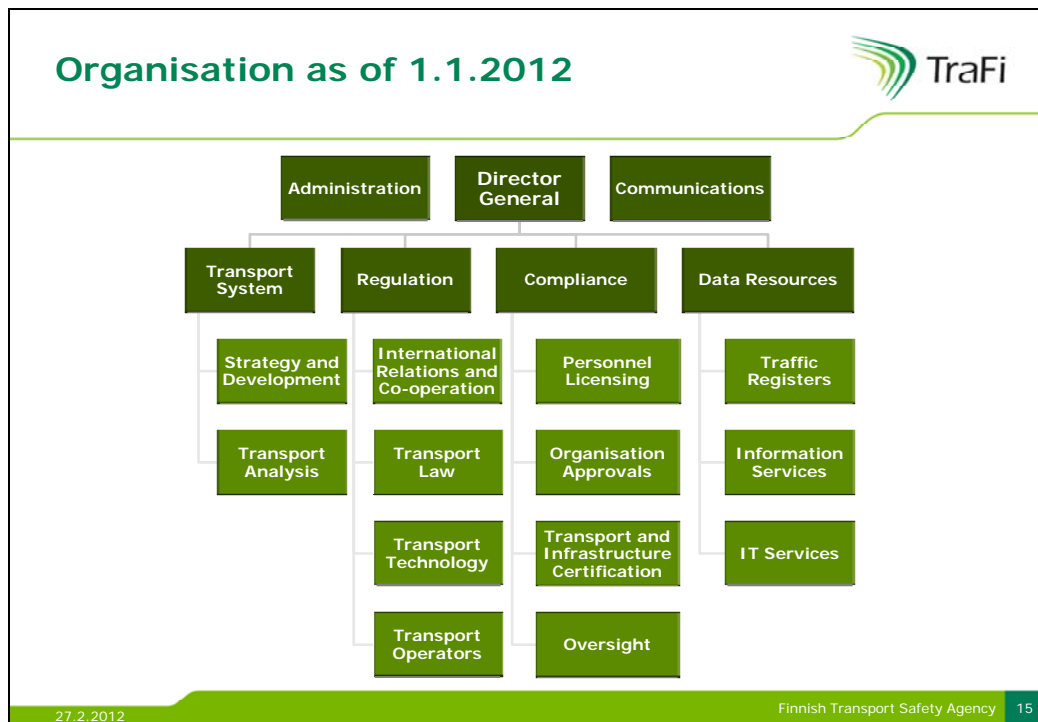 Organisation as of 1.1.2012
TraFi
Administration
Director
General
Communications
Transport
System
Regulation
Compliance
Data Resources
Strategy and
Development
International
Relations and
Co-operation
Personnel
Licensing
Traffic
Registers
Transport
Analysis
Transport
Law
Organisation
Approvals
Information
Services
Transport
Technology
Transport and
Infrastructure
Certification
IT Services
Transport
Operators
Oversight
27.2.2012
Finnish Transport Safety Agency
15